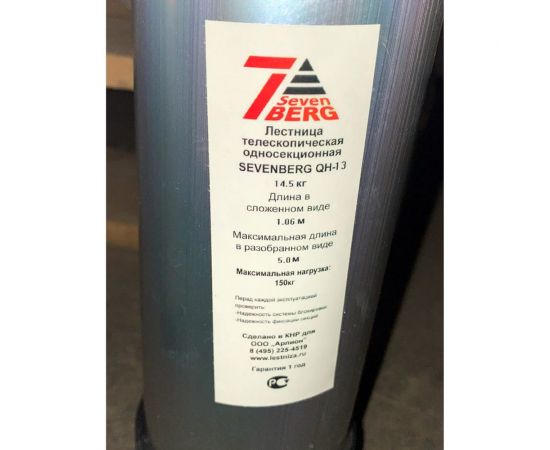 7
Seven
BERG
Лестница
телескопическая
односекционная
SEVENBERG QH-13
14.5 кг
Длина в
сложенном виде
1.06 м
Максимальная длина
в разобранном виде
5.0 м
Максимальная нагрузка:
150кг
Перед каждой эксплуатацией
проверить:
-Надежность системы блокировки
-Надежность фиксации секций
Сделано в КНР для
ООО „Арлион"
8 (495) 225-4519
www.lestniza.ru
Гарантия 1 год
РС